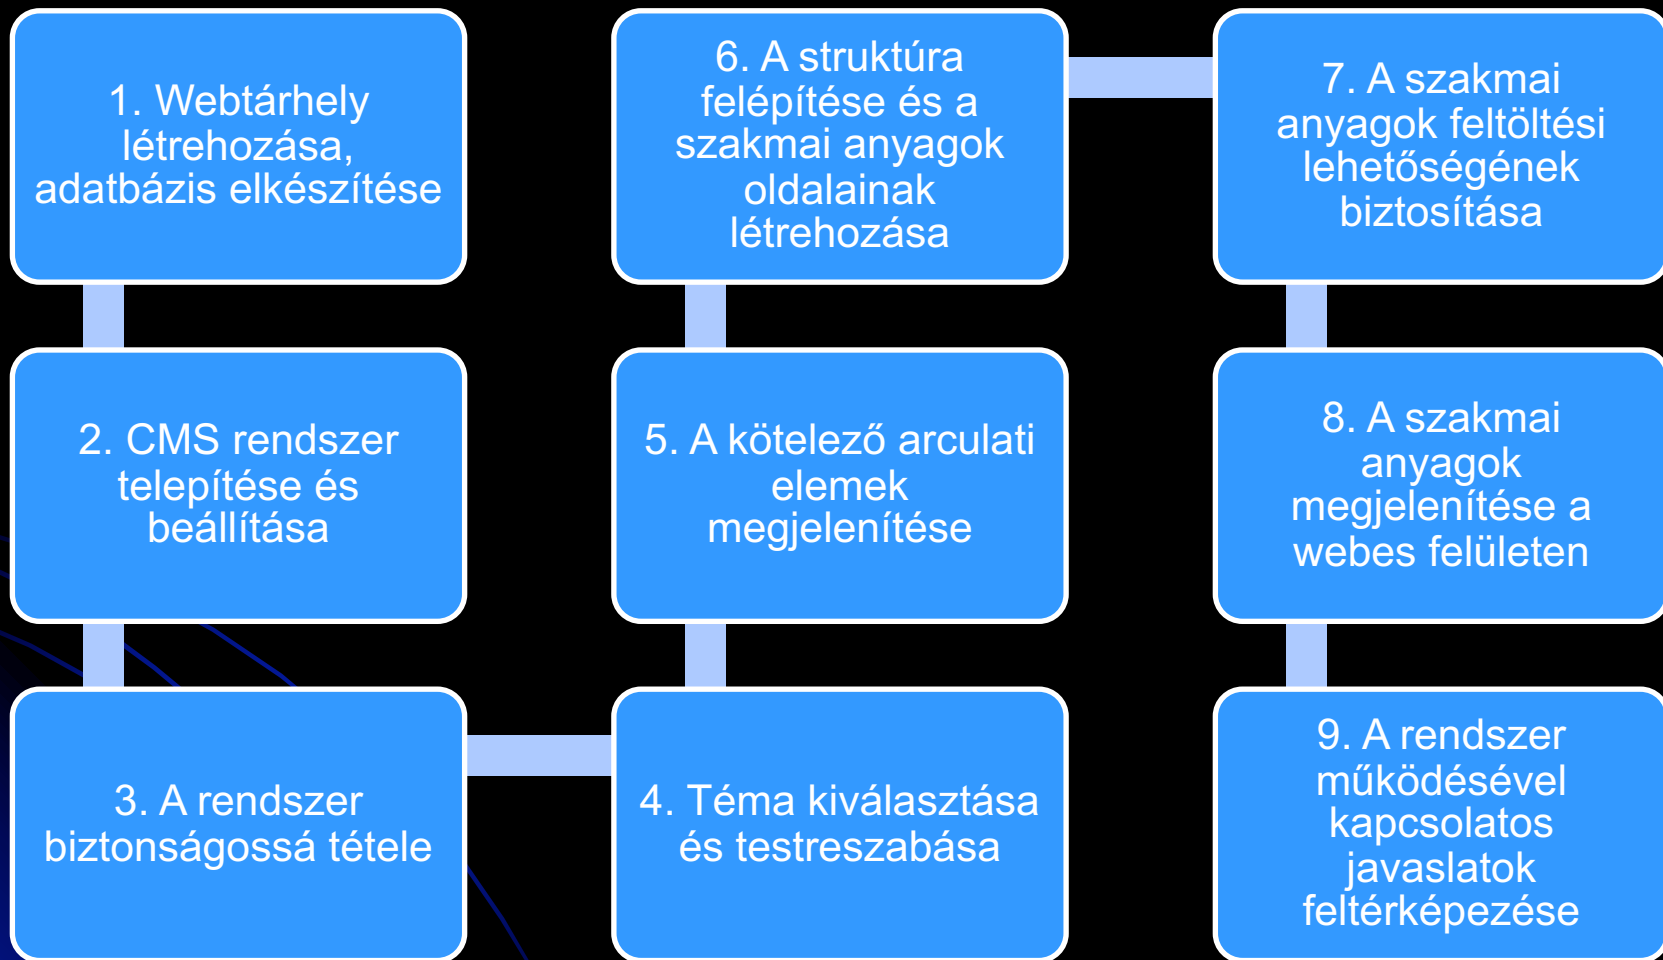 1. Webtárhely
létrehozása,
adatbázis elkészítése
2. CMS rendszer
telepítése és
beállítása
3. A rendszer
biztonságossá tétele
4. Téma kiválasztása
és testreszabása
5. A kötelező arculati
elemek
megjelenítése
6. A struktúra
felépítése és a
szakmai anyagok
oldalainak
létrehozása
7. A szakmai
anyagok feltöltési
lehetőségének
biztosítása
8. A szakmai
anyagok
megjelenítése a
webes felületen
9. A rendszer
működésével
kapcsolatos
javaslatok
feltérképezése